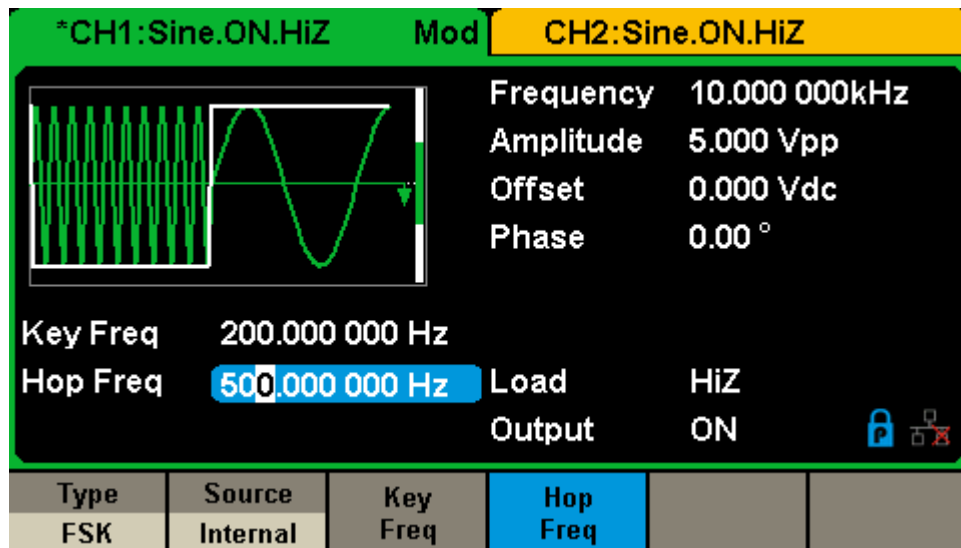 *CH1:Sine.ON.HiZ Mod CH2:Sine.ON.HiZ
Frequency 10.000 000kHz
Amplitude 5.000 Vpp
Offset 0.000 Vdc
Phase 0.00 °
Key Freq 200.000 000 Hz
Hop Freq 500.000 000 Hz Load HiZ
Output ON P
Type Source Key Hop
FSK Internal Freq Freq